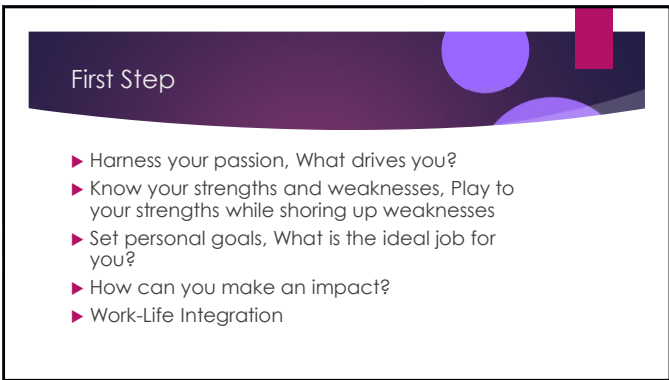 First Step
Harness your passion, What drives you?
Know your strengths and weaknesses, Play to
your strengths while shoring up weaknesses
Set personal goals, What is the ideal job for
you?
How can you make an impact?
Work-Life Integration